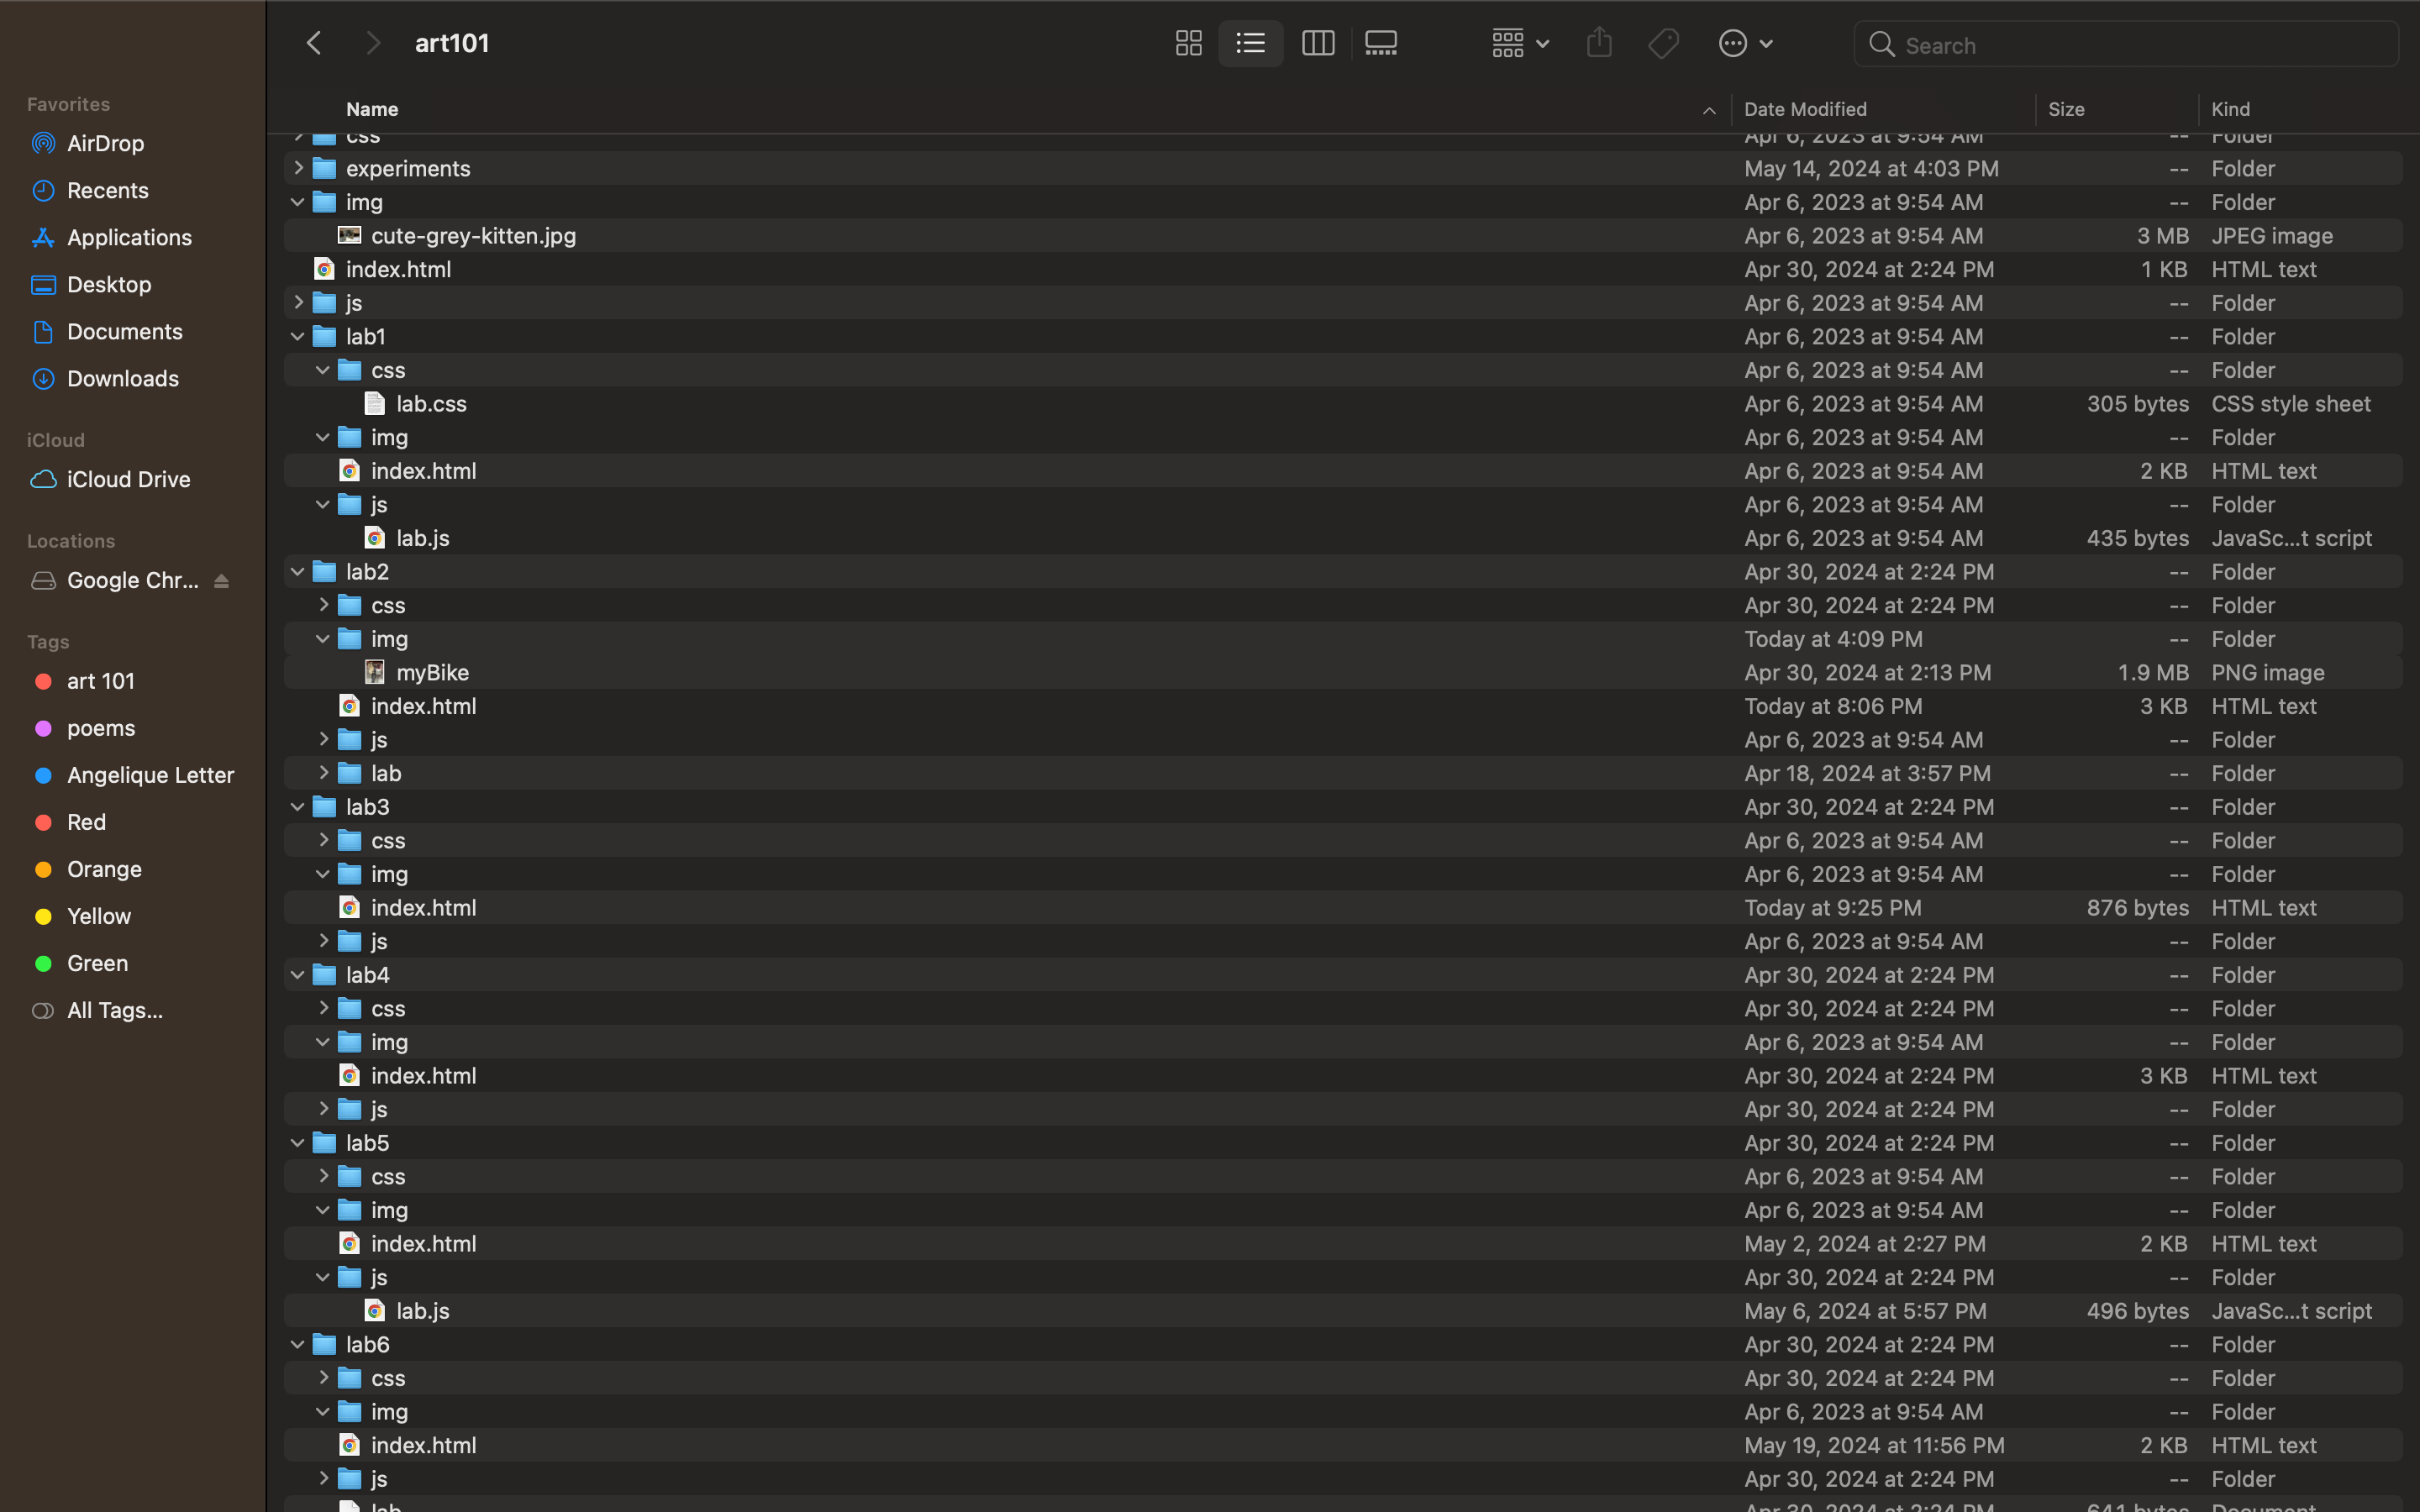 art101
Search
Favorites
AirDrop
Recents
Applications
Desktop
Documents
Downloads
iCloud
iCloud Drive
Locations
Google Chr...
Tags
art 101
poems
Angelique Letter
Red
Orange
Yellow
Green
All Tags...
Name Date Modified Size Kind
css Apr 6, 2023 at 9:54 AM -- Folder
experiments May 14, 2024 at 4:03 PM -- Folder
img Apr 6, 2023 at 9:54 AM -- Folder
cute-grey-kitten.jpg Apr 6, 2023 at 9:54 AM 3 MB JPEG image
index.html Apr 30, 2024 at 2:24 PM 1 KB HTML text
js Apr 6, 2023 at 9:54 AM -- Folder
lab1 Apr 6, 2023 at 9:54 AM -- Folder
css Apr 6, 2023 at 9:54 AM -- Folder
lab.css Apr 6, 2023 at 9:54 AM 305 bytes CSS style sheet
img Apr 6, 2023 at 9:54 AM -- Folder
index.html Apr 6, 2023 at 9:54 AM 2 KB HTML text
js Apr 6, 2023 at 9:54 AM -- Folder
lab.js Apr 6, 2023 at 9:54 AM 435 bytes JavaSc...t script
lab2 Apr 30, 2024 at 2:24 PM -- Folder
css Apr 30, 2024 at 2:24 PM -- Folder
img Today at 4:09 PM -- Folder
myBike Apr 30, 2024 at 2:13 PM 1.9 MB PNG image
index.html Today at 8:06 PM 3 KB HTML text
js Apr 6, 2023 at 9:54 AM -- Folder
lab Apr 18, 2024 at 3:57 PM -- Folder
lab3 Apr 30, 2024 at 2:24 PM -- Folder
css Apr 6, 2023 at 9:54 AM -- Folder
img Apr 6, 2023 at 9:54 AM -- Folder
index.html Today at 9:25 PM 876 bytes HTML text
js Apr 6, 2023 at 9:54 AM -- Folder
lab4 Apr 30, 2024 at 2:24 PM -- Folder
css Apr 30, 2024 at 2:24 PM -- Folder
img Apr 6, 2023 at 9:54 AM -- Folder
index.html Apr 30, 2024 at 2:24 PM 3 KB HTML text
js Apr 30, 2024 at 2:24 PM -- Folder
lab5 Apr 30, 2024 at 2:24 PM -- Folder
css Apr 6, 2023 at 9:54 AM -- Folder
img Apr 6, 2023 at 9:54 AM -- Folder
index.html May 2, 2024 at 2:27 PM 2 KB HTML text
js Apr 30, 2024 at 2:24 PM -- Folder
lab.js May 6, 2024 at 5:57 PM 496 bytes JavaSc...t script
lab6 Apr 30, 2024 at 2:24 PM -- Folder
css Apr 30, 2024 at 2:24 PM -- Folder
img Apr 6, 2023 at 9:54 AM -- Folder
index.html May 19, 2024 at 11:56 PM 2 KB HTML text
js Apr 30, 2024 at 2:24 PM -- Folder
lab Apr 30, 2024 at 2:24 PM 641 bytes Document